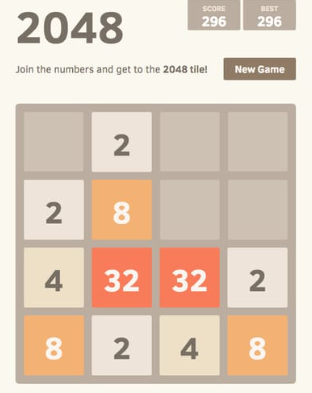 2048
SCORE BEST
296 296
Join the numbers and get to the 2048 tile!
New Game
2
2 8
4 32 32 2
8 2 4 8